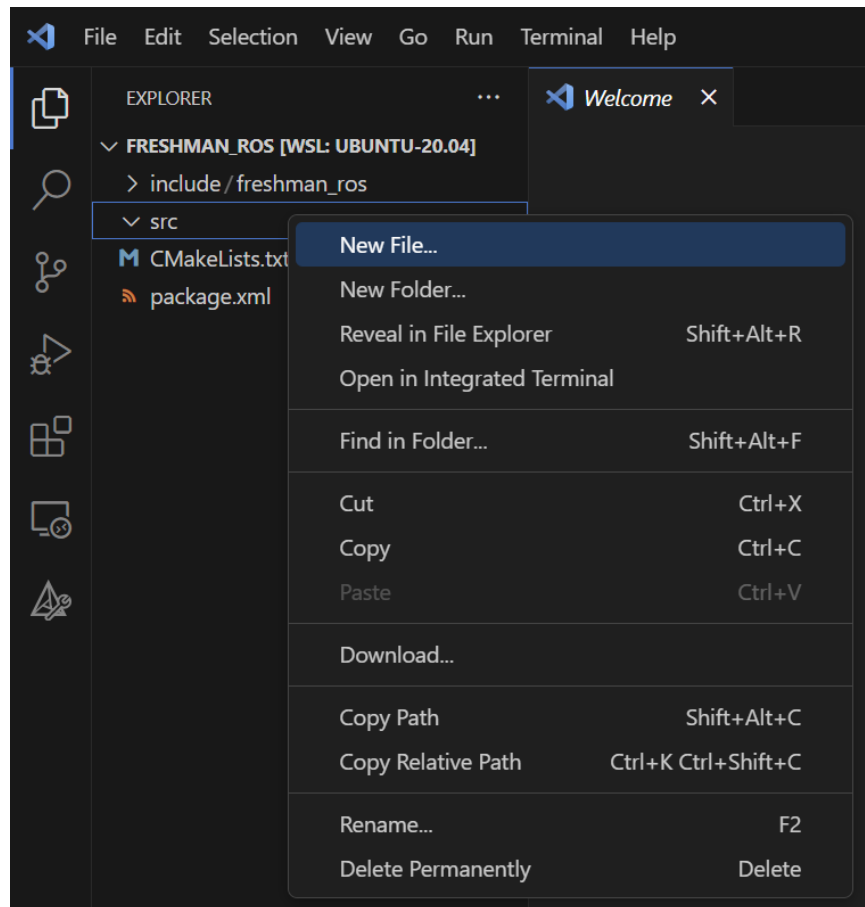 File Edit Selection View Go Run Terminal Help
EXPLORER ... Welcome
FRESHMAN_ROS [WSL: UBUNTU-20.04]
include/freshman_ros
src
CMakeLists.txt
package.xml
New File...
New Folder...
Reveal in File Explorer Shift+Alt+R
Open in Integrated Terminal
Find in Folder... Shift+Alt+F
Cut Ctrl+X
Copy Ctrl+C
Paste Ctrl+V
Download...
Copy Path Shift+Alt+C
Copy Relative Path Ctrl+K Ctrl+Shift+C
Rename... F2
Delete Permanently Delete